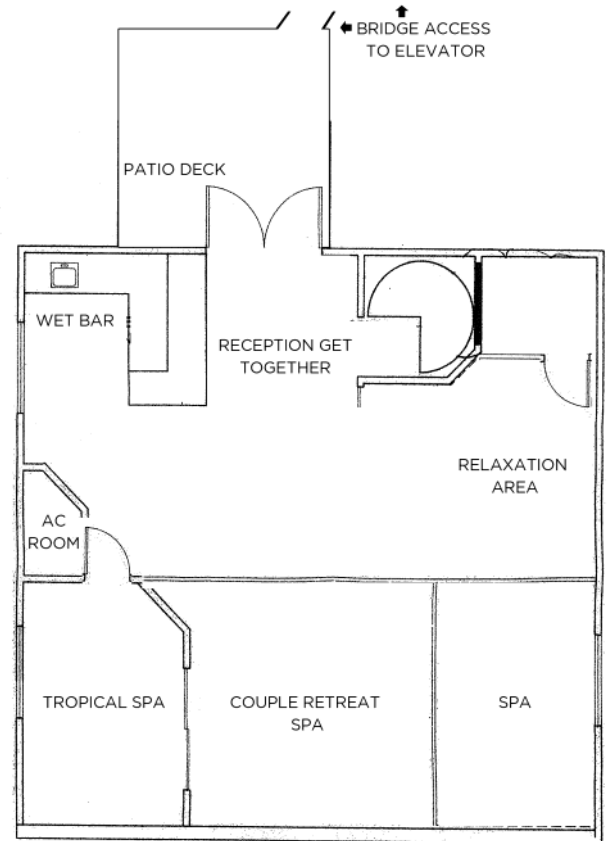 BRIDGE ACCESS
TO ELEVATOR
PATIO DECK
WET BAR
RECEPTION GET
TOGETHER
RELAXATION
AREA
AC
ROOM
TROPICAL SPA
COUPLE RETREAT
SPA
SPA